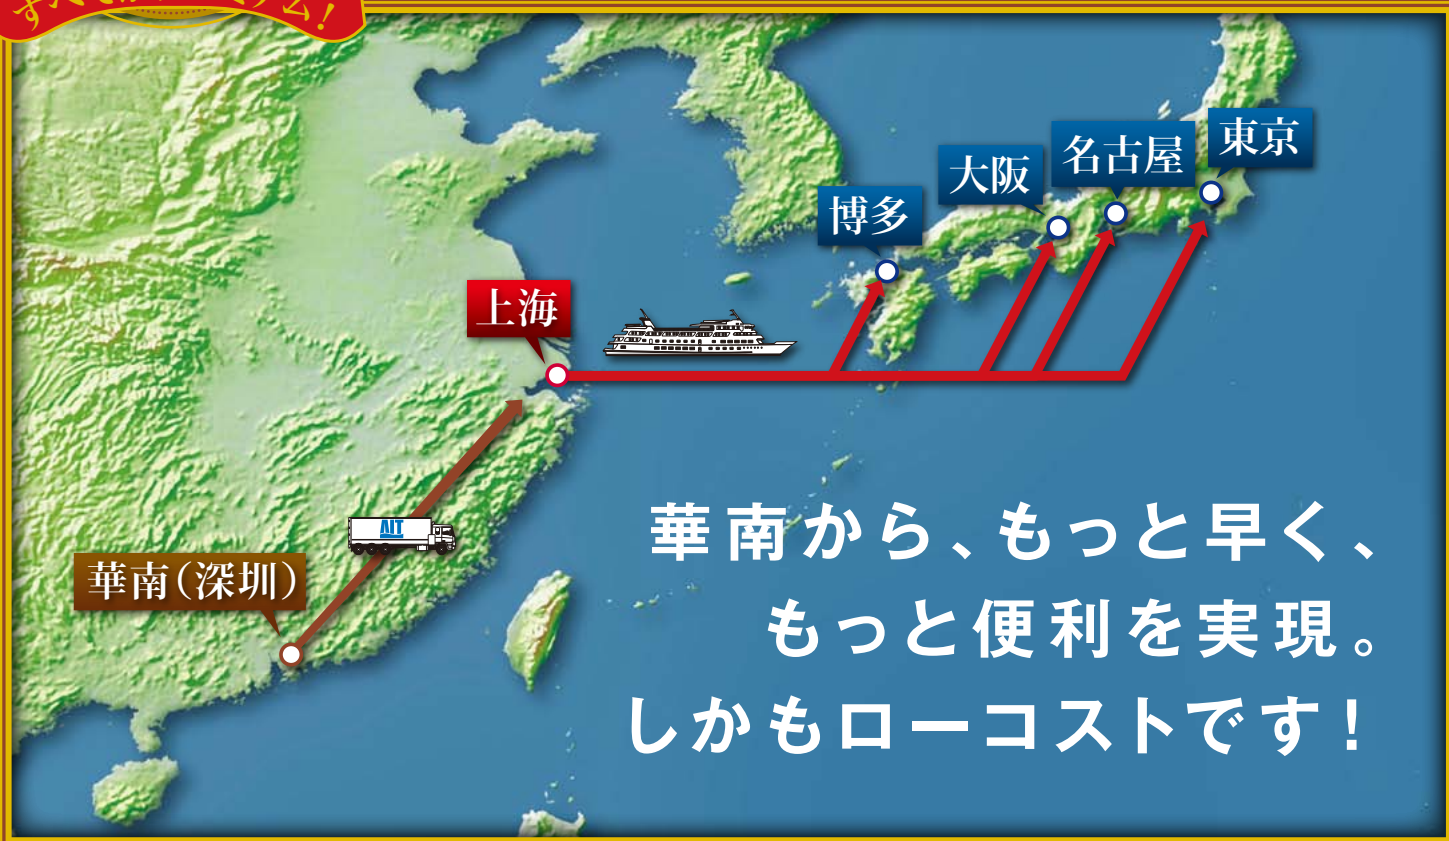 東京
名古屋
大阪
博多
上海
AIT
華南(深圳)
華南から、もっと早く、
もっと便利を実現。
しかもローコストです!